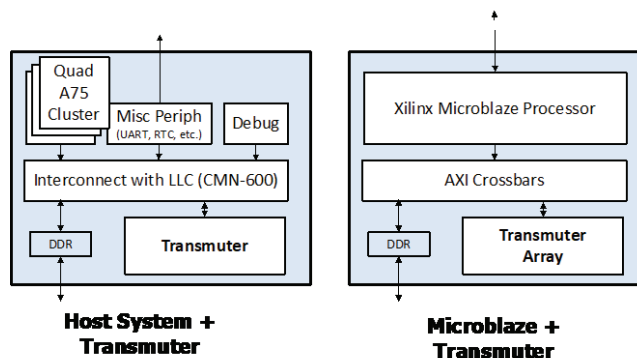 Quad
A75
Cluster
Misc Periph
(UART, RTC, etc.)
Debug
Interconnect with LLC (CMN-600)
DDR
Transmuter
Host System +
Transmuter
Xilinx Microblaze Processor
AXI Crossbars
DDR
Transmuter
Array
Microblaze +
Transmuter